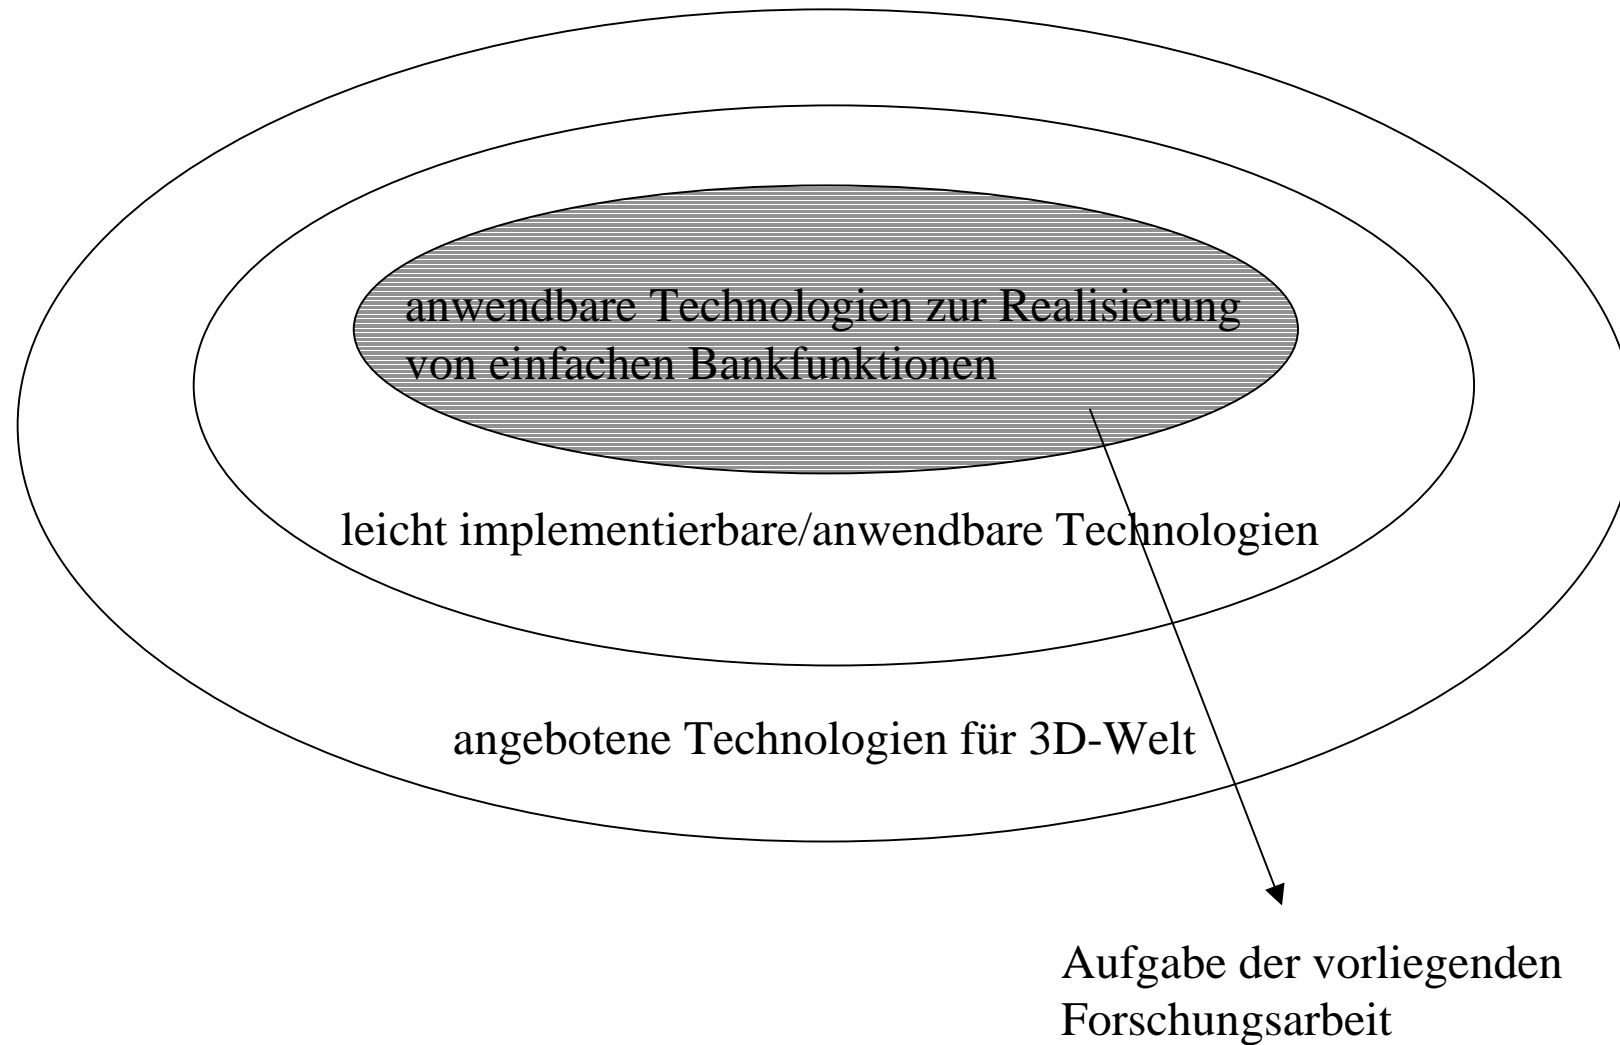 anwendbare Technologien zur Realisierung
von einfachen Bankfunktionen
leicht implementierbare/anwendbare Technologien
angebotene Technologien für 3D-Welt
Aufgabe der vorliegenden
Forschungsarbeit